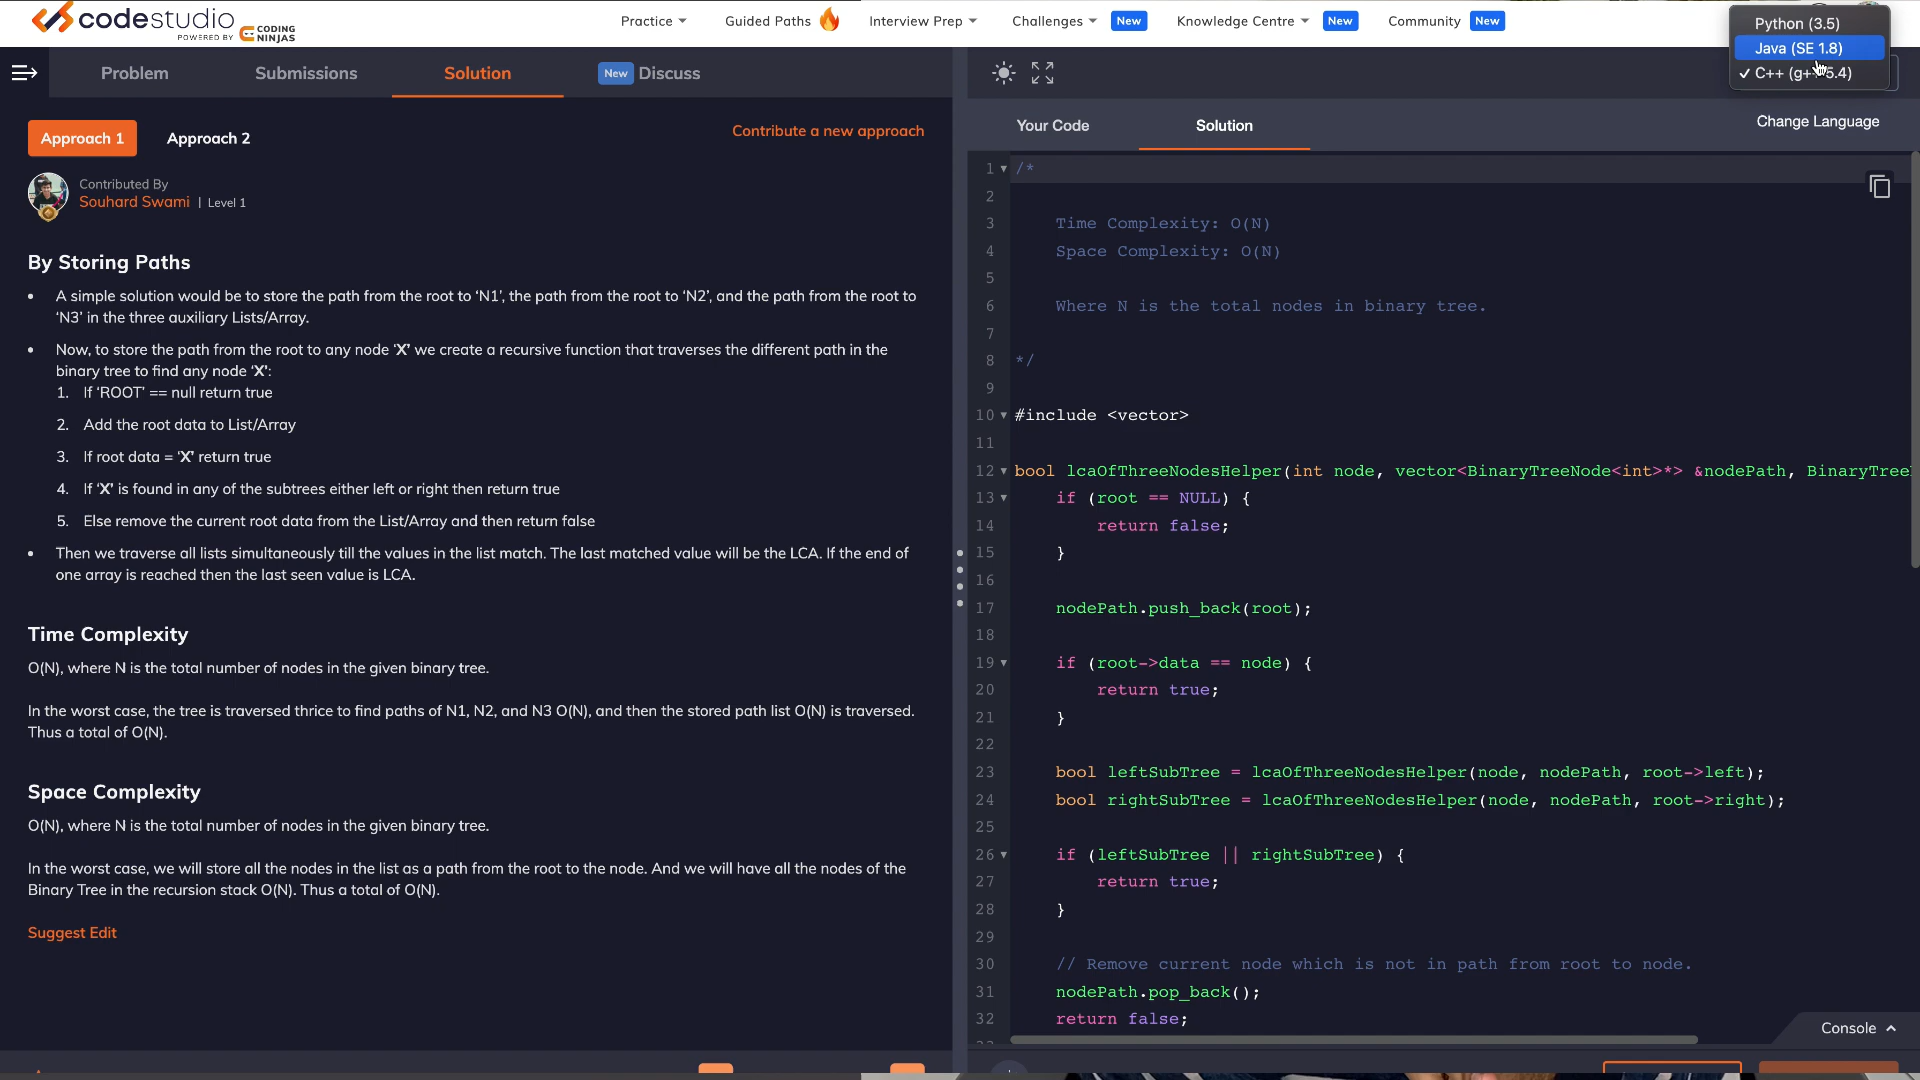 codestudio
POWERED BY CODING NINJAS
Practice
Guided Paths
Interview Prep
Challenges
New
Knowledge Centre
New
Community
New
Python (3.5)
Java (SE 1.8)
✓ C++ (g++ 5.4)
Problem
Submissions
Solution
New Discuss
Approach 1
Approach 2
Contribute a new approach
Contributed By
Souhard Swami | Level 1
By Storing Paths
• A simple solution would be to store the path from the root to ‘N1’, the path from the root to ‘N2’, and the path from the root to
‘N3’ in the three auxiliary Lists/Array.
• Now, to store the path from the root to any node ‘X’ we create a recursive function that traverses the different path in the
binary tree to find any node ‘X’:
1. If ‘ROOT’ == null return true
2. Add the root data to List/Array
3. If root data = ‘X’ return true
4. If ‘X’ is found in any of the subtrees either left or right then return true
5. Else remove the current root data from the List/Array and then return false
• Then we traverse all lists simultaneously till the values in the list match. The last matched value will be the LCA. If the end of
one array is reached then the last seen value is LCA.
Time Complexity
O(N), where N is the total number of nodes in the given binary tree.
In the worst case, the tree is traversed thrice to find paths of N1, N2, and N3 O(N), and then the stored path list O(N) is traversed.
Thus a total of O(N).
Space Complexity
O(N), where N is the total number of nodes in the given binary tree.
In the worst case, we will store all the nodes in the list as a path from the root to the node. And we will have all the nodes of the
Binary Tree in the recursion stack O(N). Thus a total of O(N).
Suggest Edit
Your Code
Solution
Change Language
1 /*
2
3 Time Complexity: O(N)
4 Space Complexity: O(N)
5
6 Where N is the total nodes in binary tree.
7
8 */
9
10 #include <vector>
11
12 bool lcaOfThreeNodesHelper(int node, vector<BinaryTreeNode<int>*> &nodePath, BinaryTree
13 if (root == NULL) {
14 return false;
15 }
16
17 nodePath.push_back(root);
18
19 if (root->data == node) {
20 return true;
21 }
22
23 bool leftSubTree = lcaOfThreeNodesHelper(node, nodePath, root->left);
24 bool rightSubTree = lcaOfThreeNodesHelper(node, nodePath, root->right);
25
26 if (leftSubTree || rightSubTree) {
27 return true;
28 }
29
30 // Remove current node which is not in path from root to node.
31 nodePath.pop_back();
32 return false;
Console